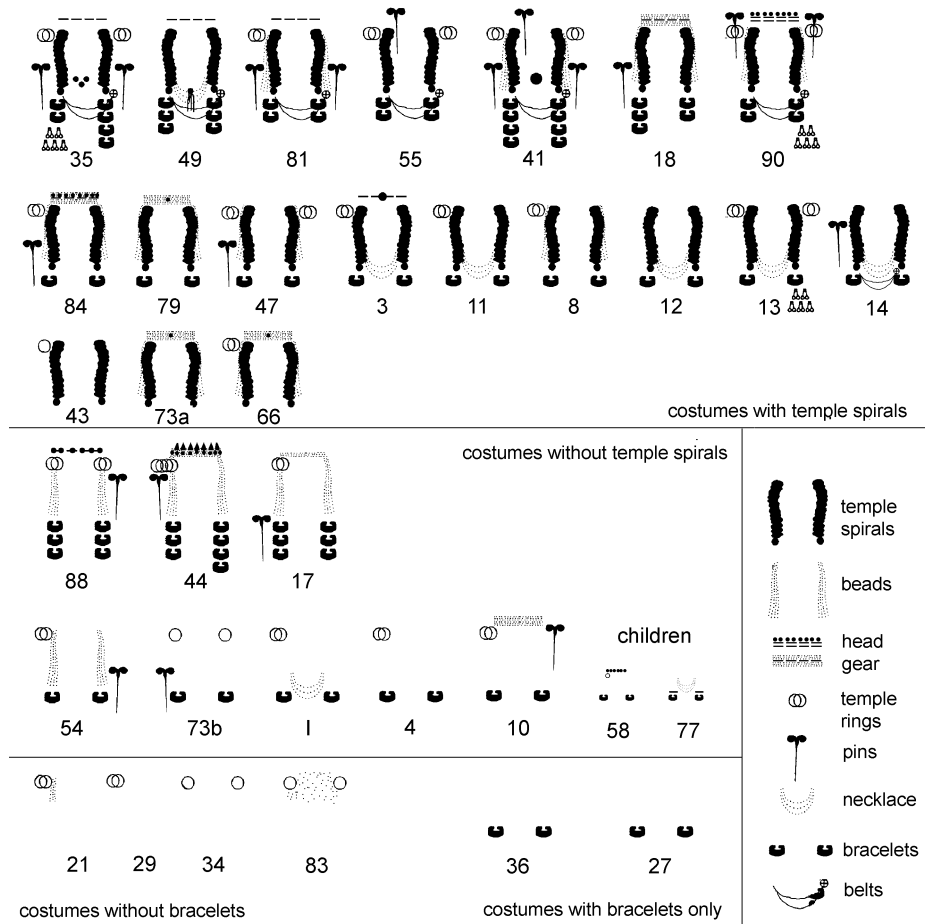 35 49 81 55 41 18 90
84 79 47 3 11 8 12 13 14
43 73a 66
costumes with temple spirals
costumes without temple spirals
88 44 17
children
54 73b I 4 10 58 77
21 29 34 83 36 27
costumes without bracelets
costumes with bracelets only
temple
spirals
beads
head
gear
temple
rings
pins
necklace
bracelets
belts